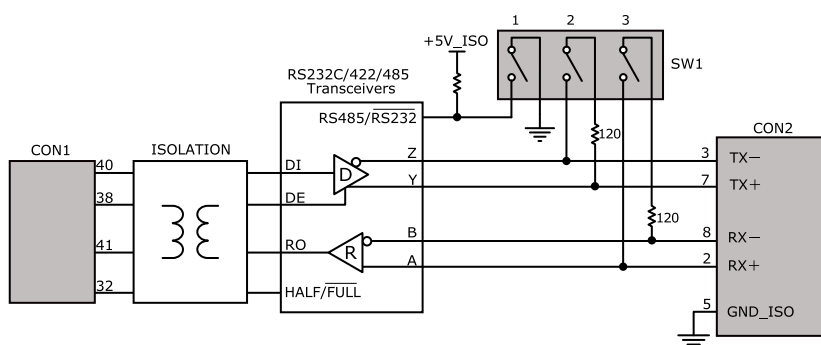 1 2 3
+5V_ISO
SW1
RS232C/422/485
Transceivers
RS485/RS232
120
CON2
CON1
ISOLATION
40
DI
D
Z
3
TX−
38
DE
Y
7
TX+
120
41
RO
R
B
8
RX−
A
2
RX+
32
HALF/FULL
5
GND_ISO